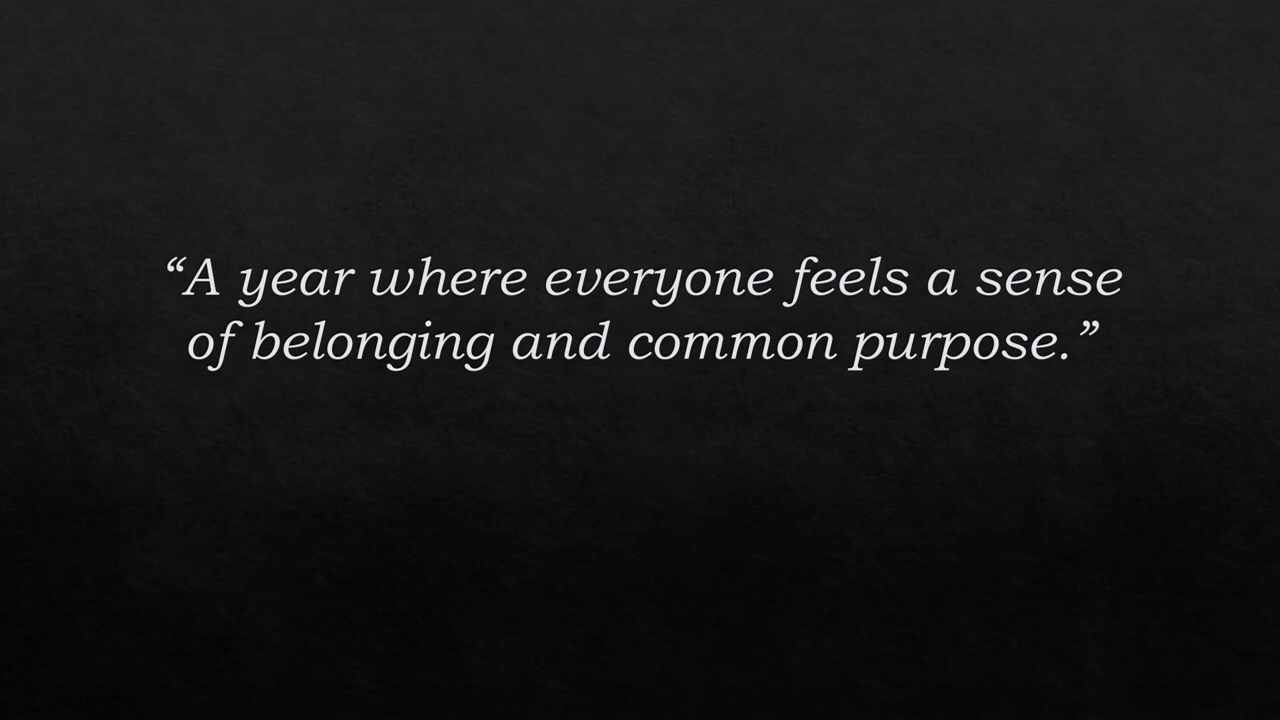 “A year where everyone feels a sense
of belonging and common purpose.”